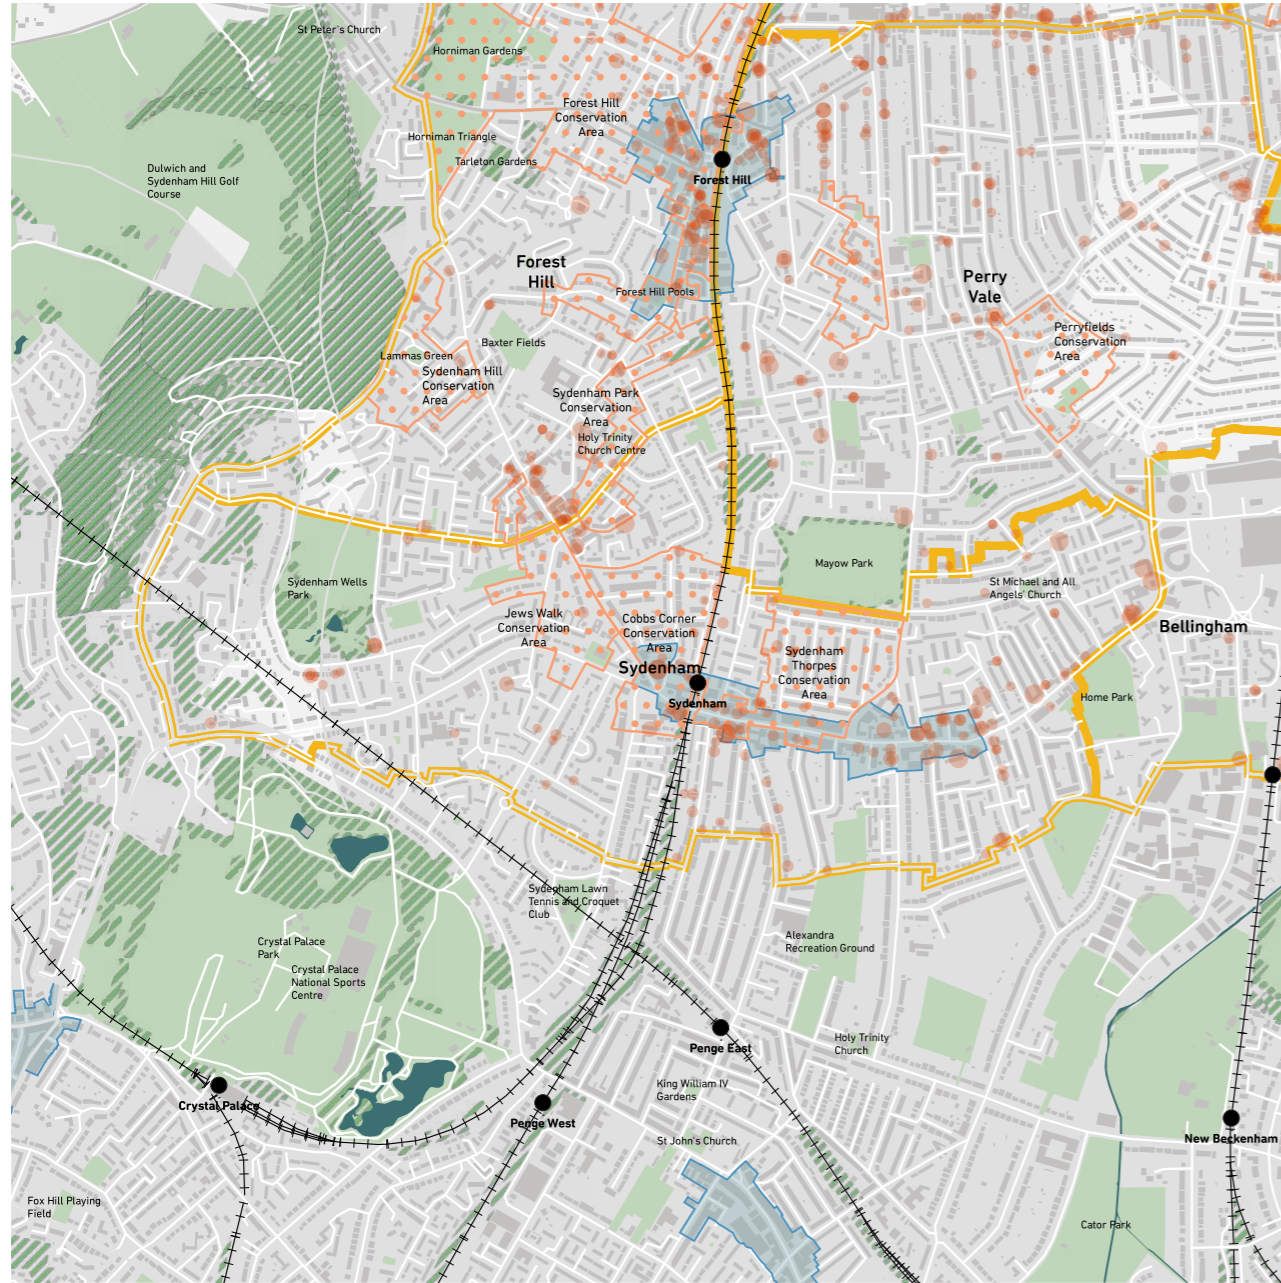 St Peter's Church
Horniman Gardens
Forest Hill
Conservation
Area
Horniman Triangle
Tarleton Gardens
Dulwich and
Sydenham Hill Golf
Course
Forest Hill
Forest
Hill
Perry
Vale
Forest Hill Pools
Perryfields
Conservation
Area
Baxter Fields
Lammas Green
Sydenham Hill
Conservation
Area
Sydenham Park
Conservation
Area
Holy Trinity
Church Centre
Mayow Park
Sydenham Wells
Park
St Michael and All
Angels' Church
Jews Walk
Conservation
Area
Cobbs Corner
Conservation
Area
Bellingham
Sydenham
Thorpes
Conservation
Area
Sydenham
Sydenham
Home Park
Sydenham Lawn
Tennis and Croquet
Club
Alexandra
Recreation Ground
Crystal Palace
Park
Crystal Palace
National Sports
Centre
Holy Trinity
Church
Penge East
King William IV
Gardens
Crystal Palace
Penge West
St John's Church
New Beckenham
Fox Hill Playing
Field
Cator Park